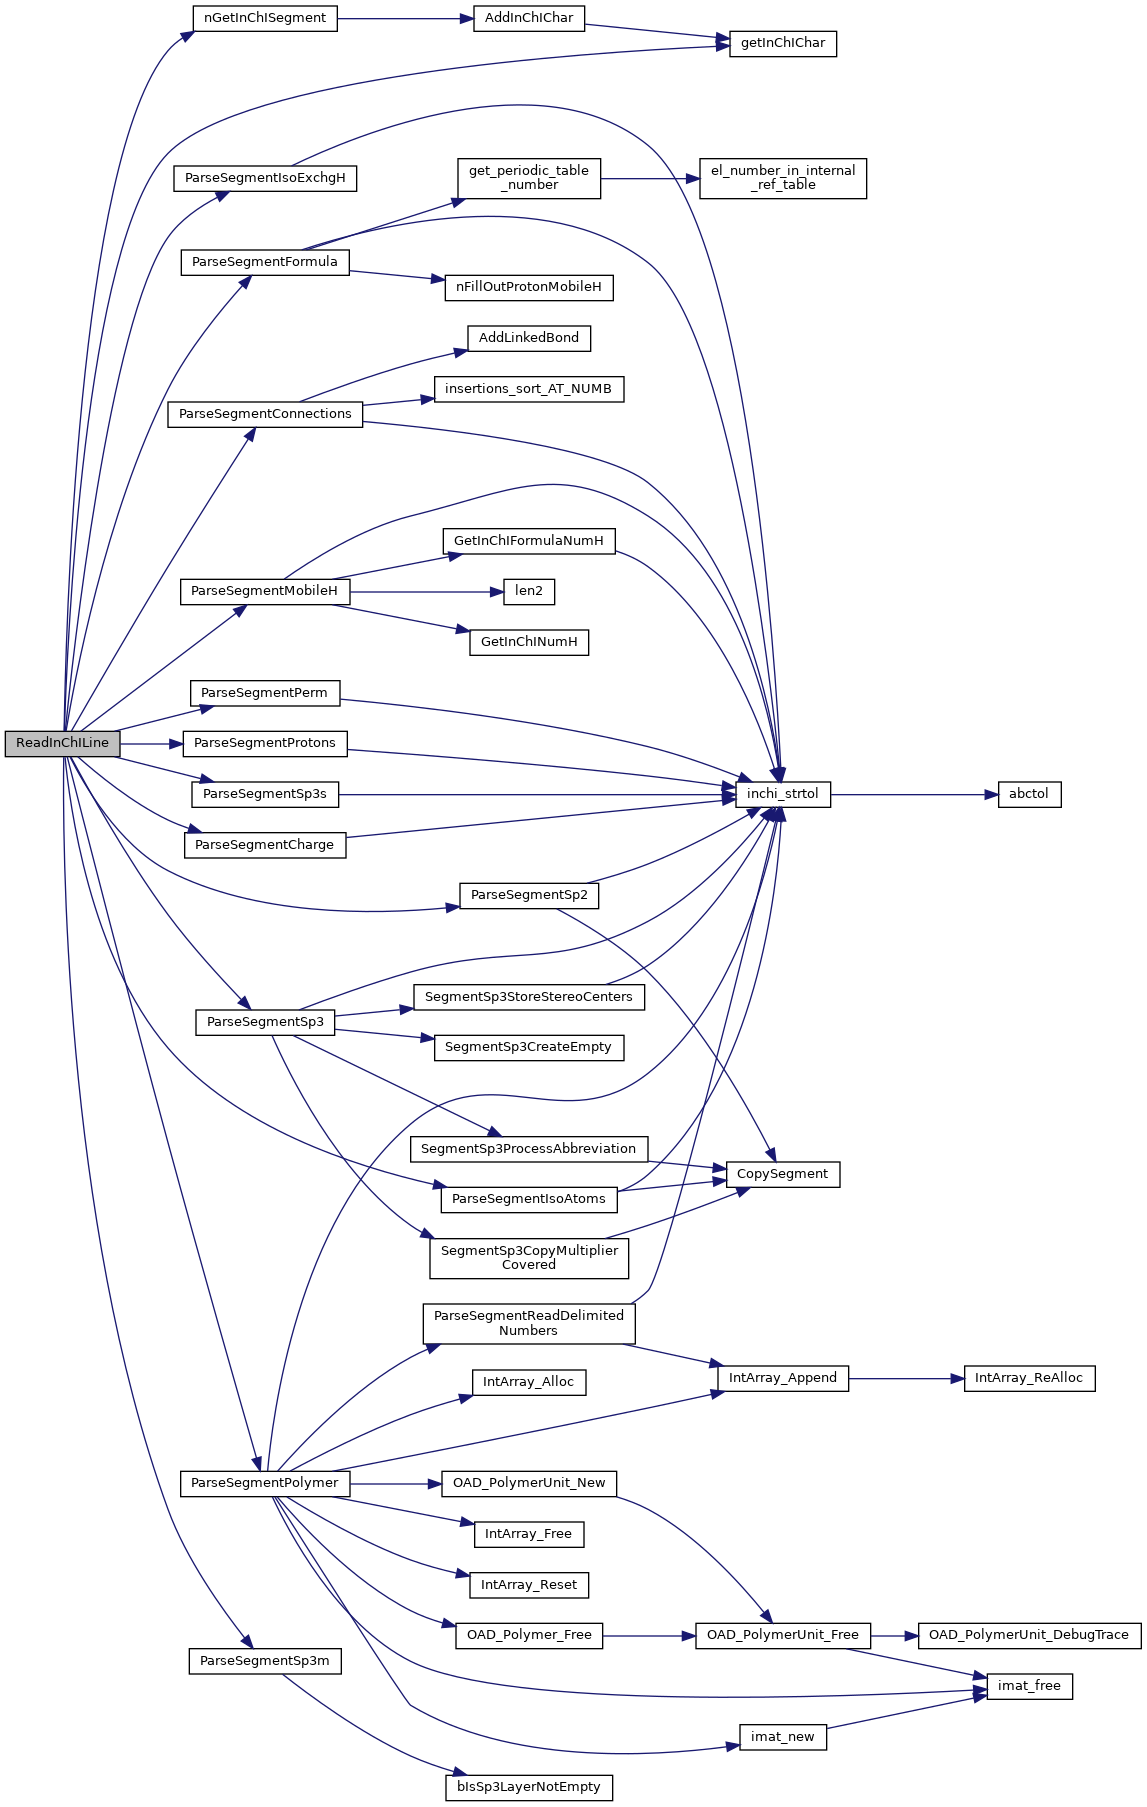 nGetInChISegment
AddInChIChar
getInChIChar
ParseSegmentIsoExchgH
get_periodic_table
_number
el_number_in_internal
_ref_table
ParseSegmentFormula
nFillOutProtonMobileH
AddLinkedBond
insertions_sort_AT_NUMB
ParseSegmentConnections
GetInChIFormulaNumH
ParseSegmentMobileH
len2
GetInChINumH
ParseSegmentPerm
ReadInChILine
ParseSegmentProtons
ParseSegmentSp3s
inchi_strtol
abctol
ParseSegmentCharge
ParseSegmentSp2
SegmentSp3StoreStereoCenters
ParseSegmentSp3
SegmentSp3CreateEmpty
SegmentSp3ProcessAbbreviation
CopySegment
ParseSegmentIsoAtoms
SegmentSp3CopyMultiplier
Covered
ParseSegmentReadDelimited
Numbers
IntArray_Alloc
IntArray_Append
IntArray_ReAlloc
ParseSegmentPolymer
OAD_PolymerUnit_New
IntArray_Free
IntArray_Reset
OAD_Polymer_Free
OAD_PolymerUnit_Free
OAD_PolymerUnit_DebugTrace
ParseSegmentSp3m
imat_free
imat_new
bIsSp3LayerNotEmpty